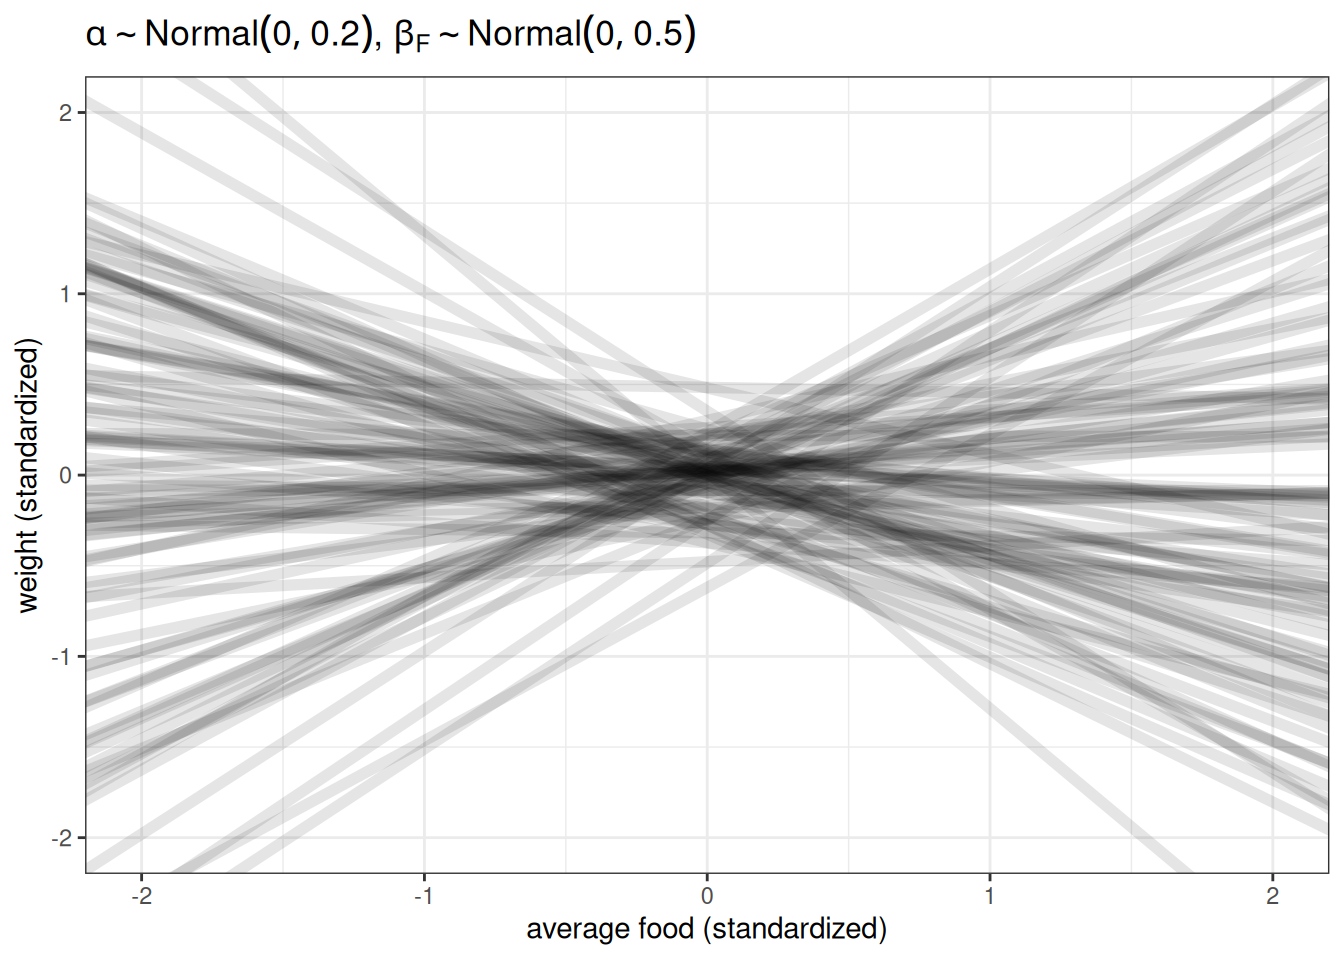 α ~ Normal(0, 0.2), β_F ~ Normal(0, 0.5)
2
1
0
-1
-2
weight (standardized)
-2 -1 0 1 2
average food (standardized)